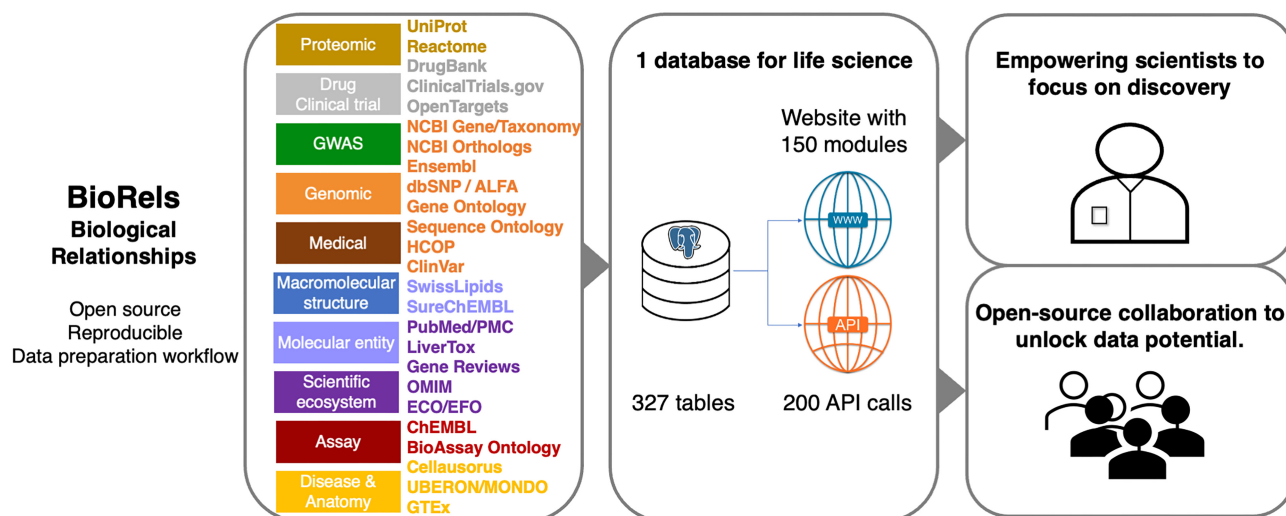 BioRels
Biological
Relationships
Open source
Reproducible
Data preparation workflow
Proteomic
Drug
Clinical trial
GWAS
Genomic
Medical
Macromolecular
structure
Molecular entity
Scientific
ecosystem
Assay
Disease &
Anatomy
UniProt
Reactome
DrugBank
ClinicalTrials.gov
OpenTargets
NCBI Gene/Taxonomy
NCBI Orthologs
Ensembl
dbSNP / ALFA
Gene Ontology
Sequence Ontology
HCOP
ClinVar
SwissLipids
SureChEMBL
PubMed/PMC
LiverTox
Gene Reviews
OMIM
ECO/EFO
ChEMBL
BioAssay Ontology
Cellausorus
UBERON/MONDO
GTEx
1 database for life science
Website with
150 modules
www
API
327 tables
200 API calls
Empowering scientists to
focus on discovery
Open-source collaboration to
unlock data potential.